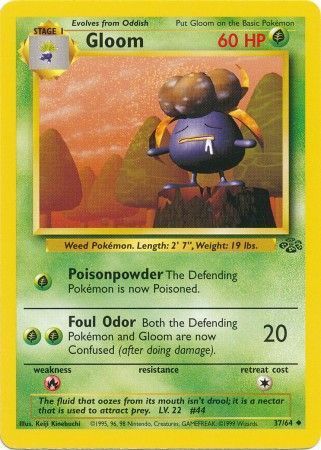 Evolves from Oddish Put Gloom on the Basic Pokémon
STAGE 1
Gloom 60 HP
Weed Pokémon. Length: 2' 7", Weight: 19 lbs.
Poisonpowder The Defending
Pokémon is now Poisoned.
Foul Odor Both the Defending
Pokémon and Gloom are now
Confused (after doing damage).
20
weakness resistance retreat cost
The fluid that oozes from its mouth isn't drool; it is a nectar
that is used to attract prey. LV. 22 #44
Illus. Keiji Kinebuchi ©1995, 96, 98 Nintendo, Creatures, GAMEFREAK. ©1999 Wizards. 37/64